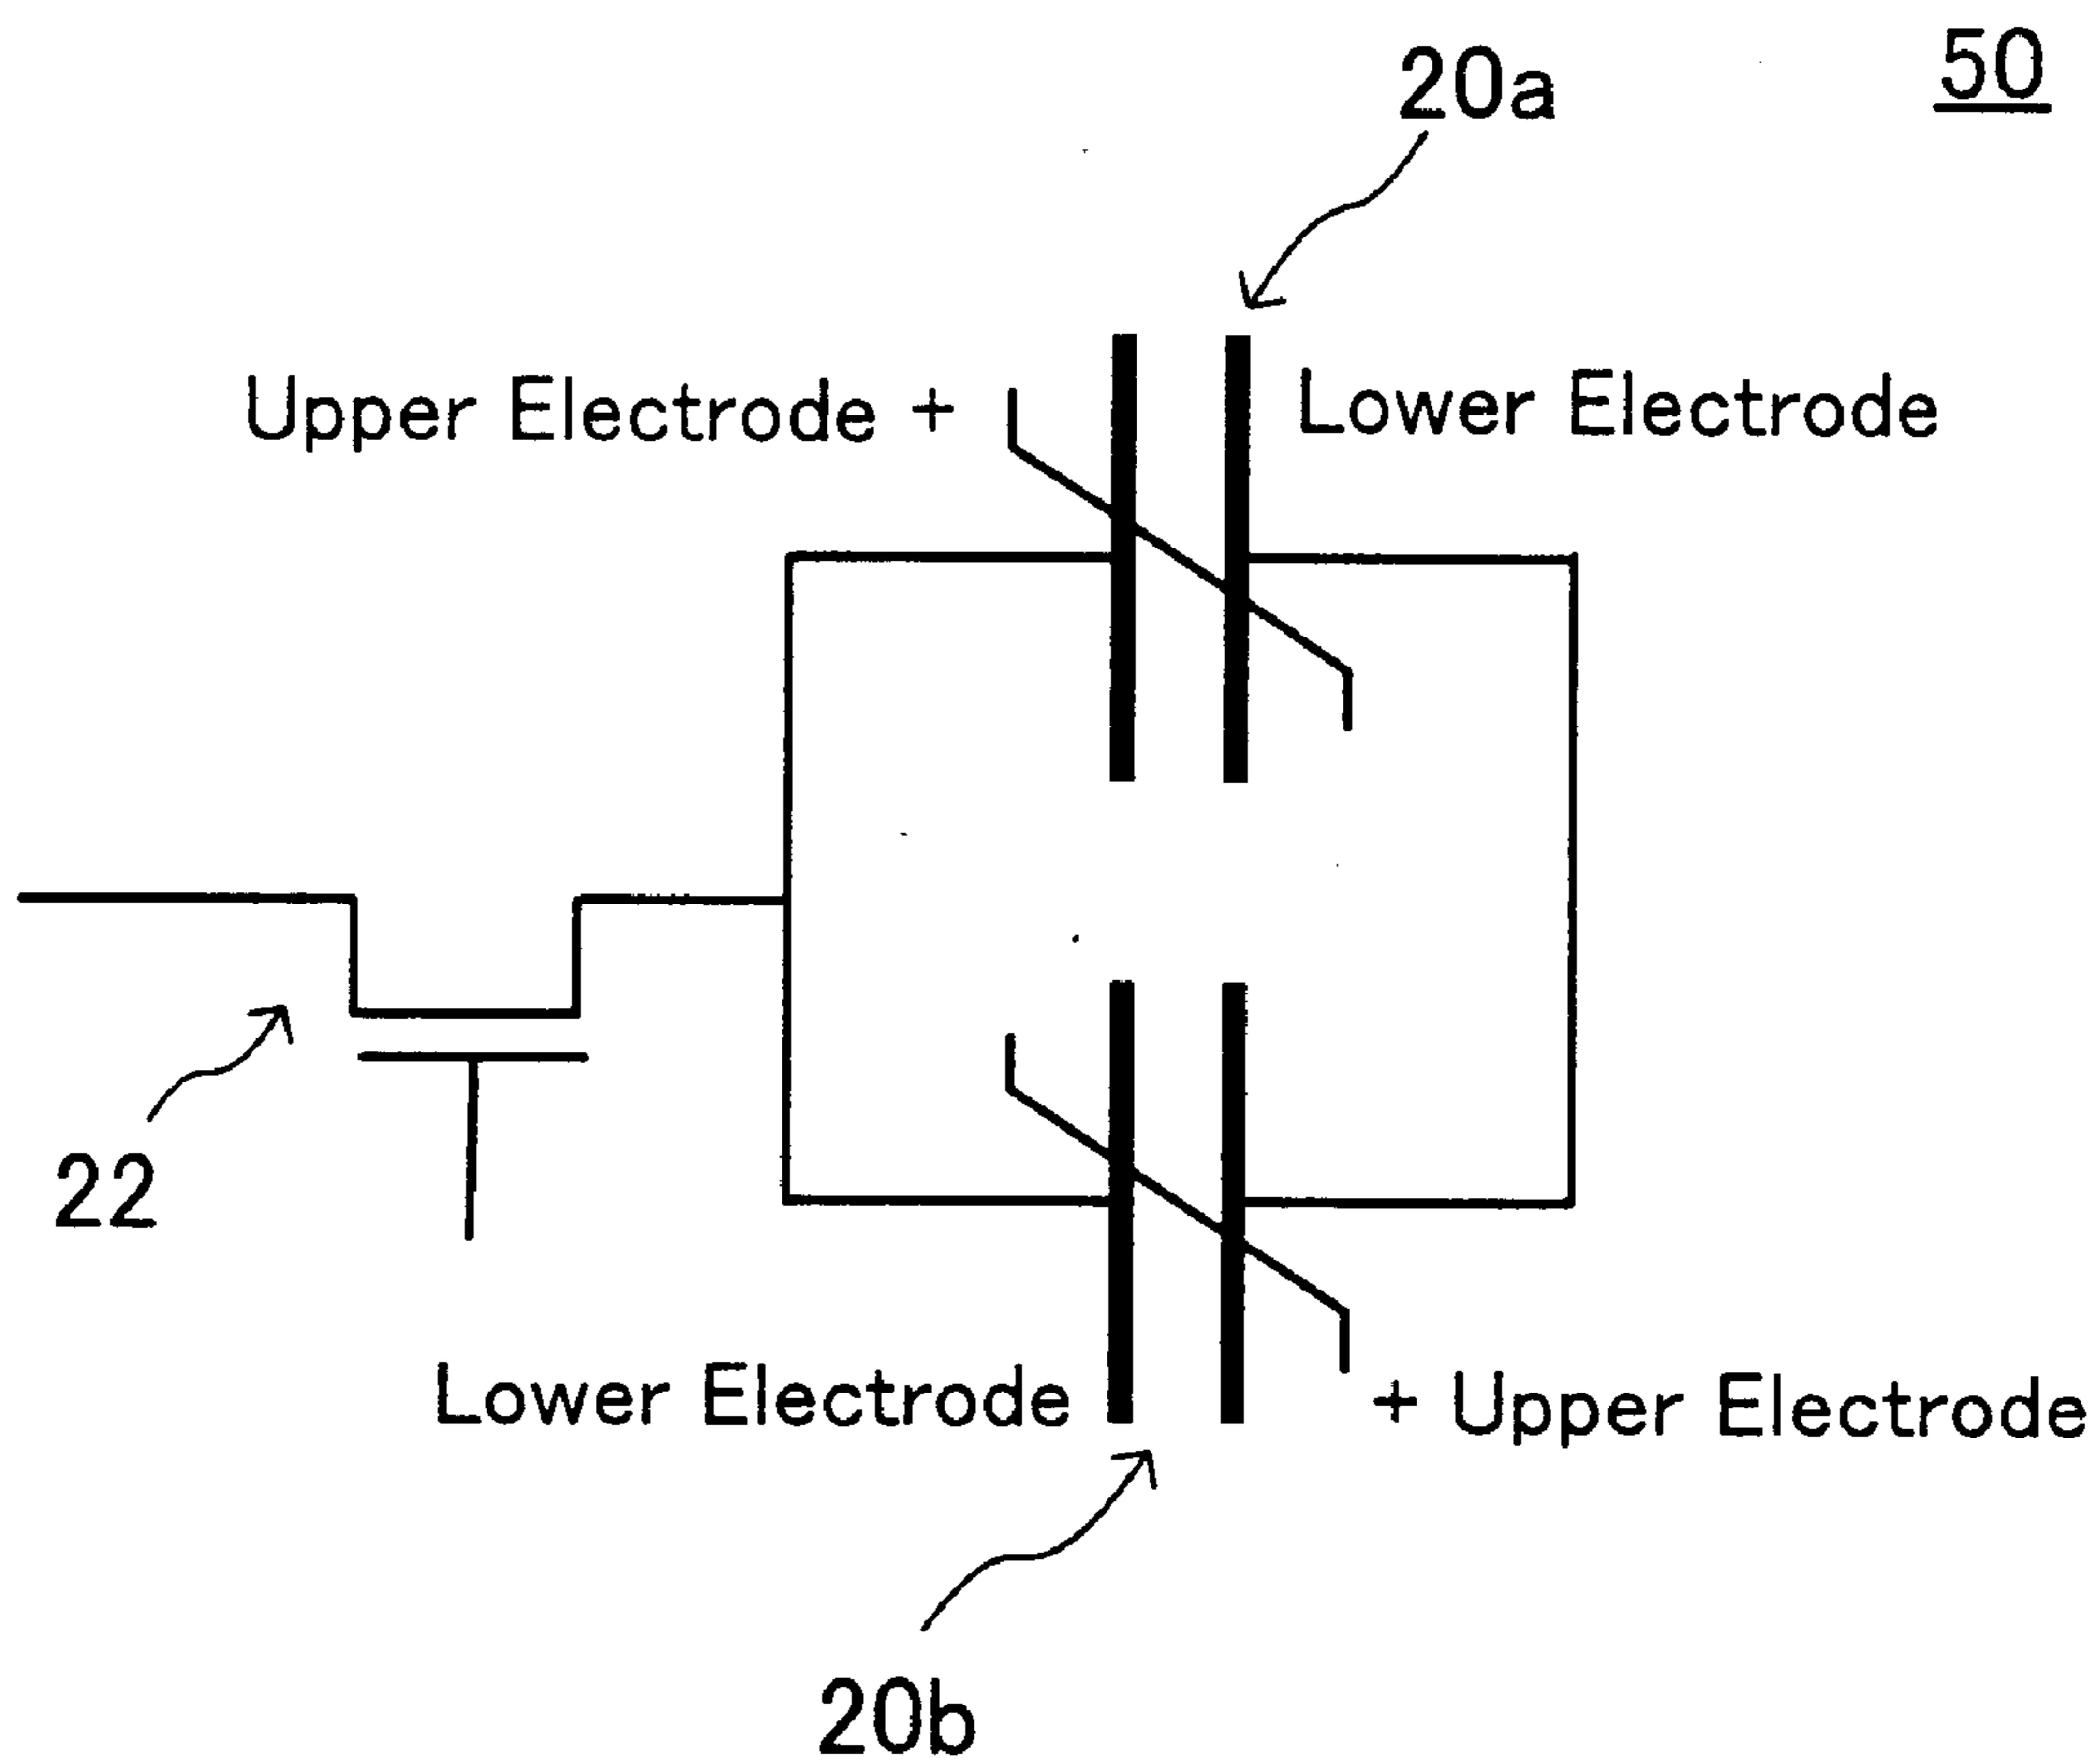 50
20a
Upper Electrode +
Lower Electrode
22
Lower Electrode
+ Upper Electrode
20b